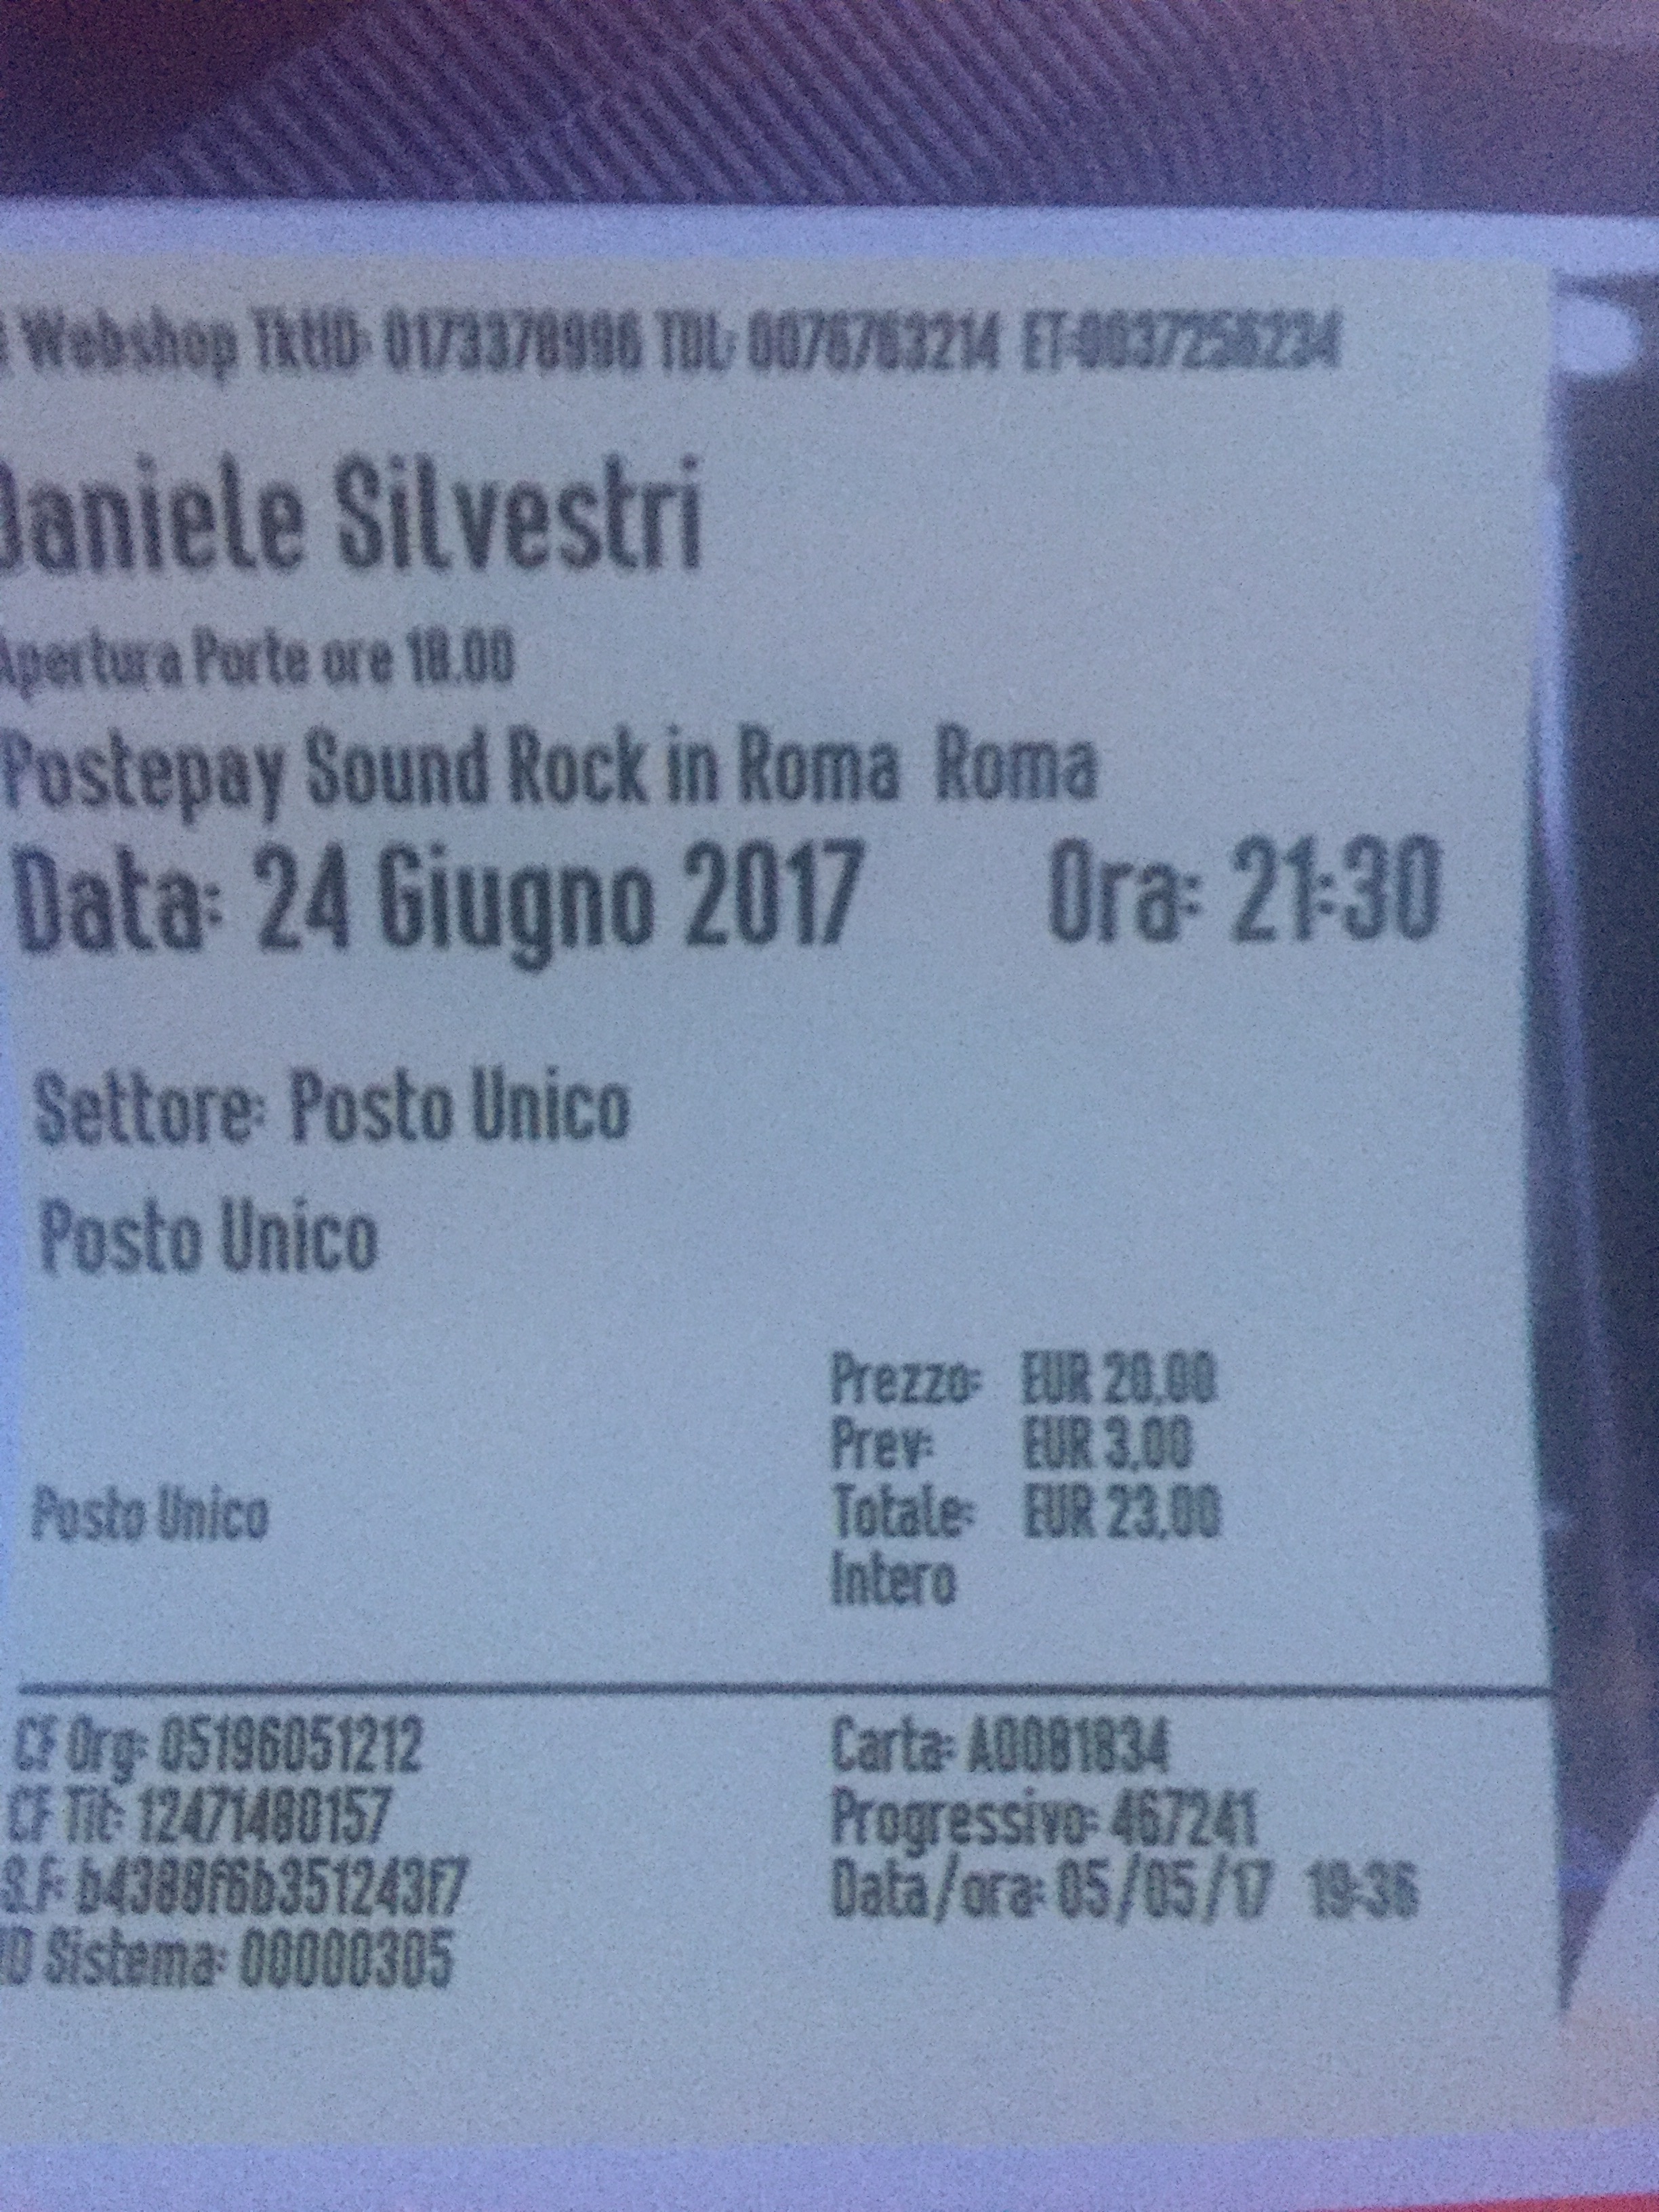 Webshop TktID: 0173378996 TDL: 0076763214 ET:0037256234
Daniele Silvestri
Apertura Porte ore 18.00
Postepay Sound Rock in Roma Roma
Data: 24 Giugno 2017 Ora: 21:30
Settore: Posto Unico
Posto Unico
Prezzo: EUR 20,00
Prev: EUR 3,00
Posto Unico Totale: EUR 23,00
Intero
CF Org: 05196051212 Carta: A0081834
CF Tit: 12471480157 Progressivo: 467241
S.F: b4388f6b351243f7 Data/ora: 05/05/17 19:36
ID Sistema: 00000305